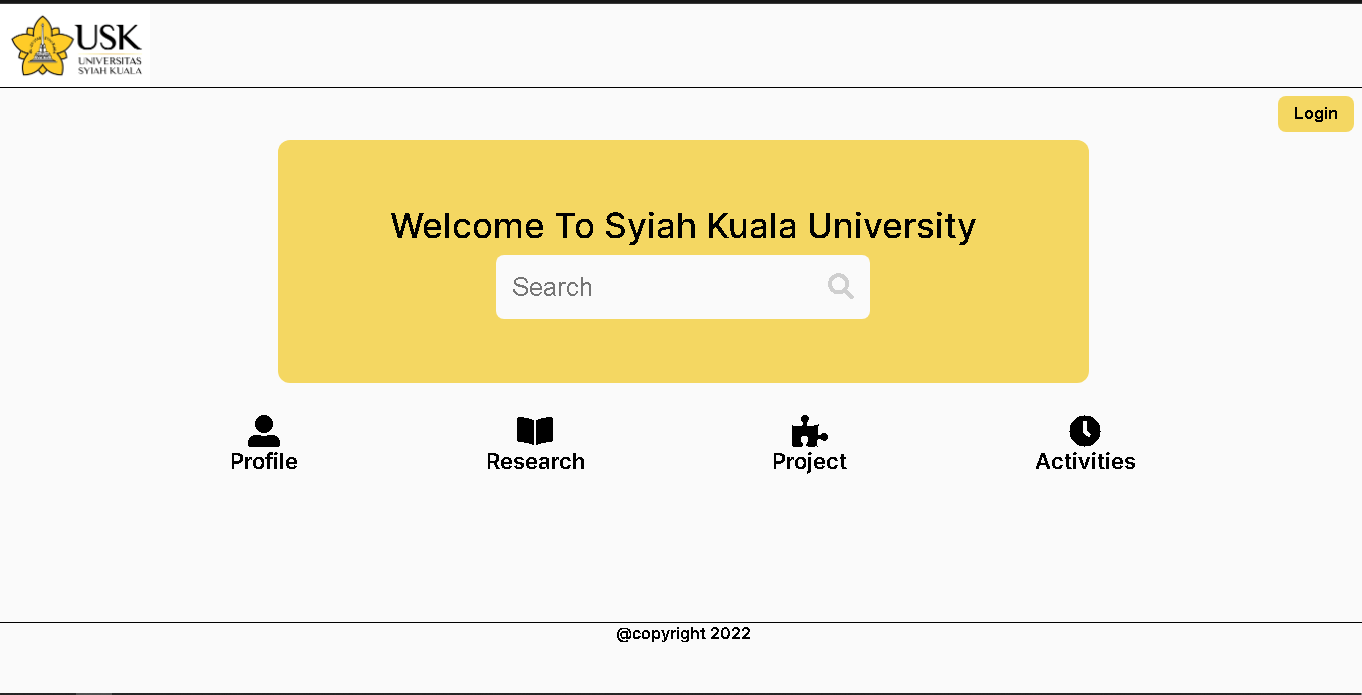 USK
UNIVERSITAS
SYIAH KUALA
Login
Welcome To Syiah Kuala University
Search
Profile
Research
Project
Activities
@copyright 2022